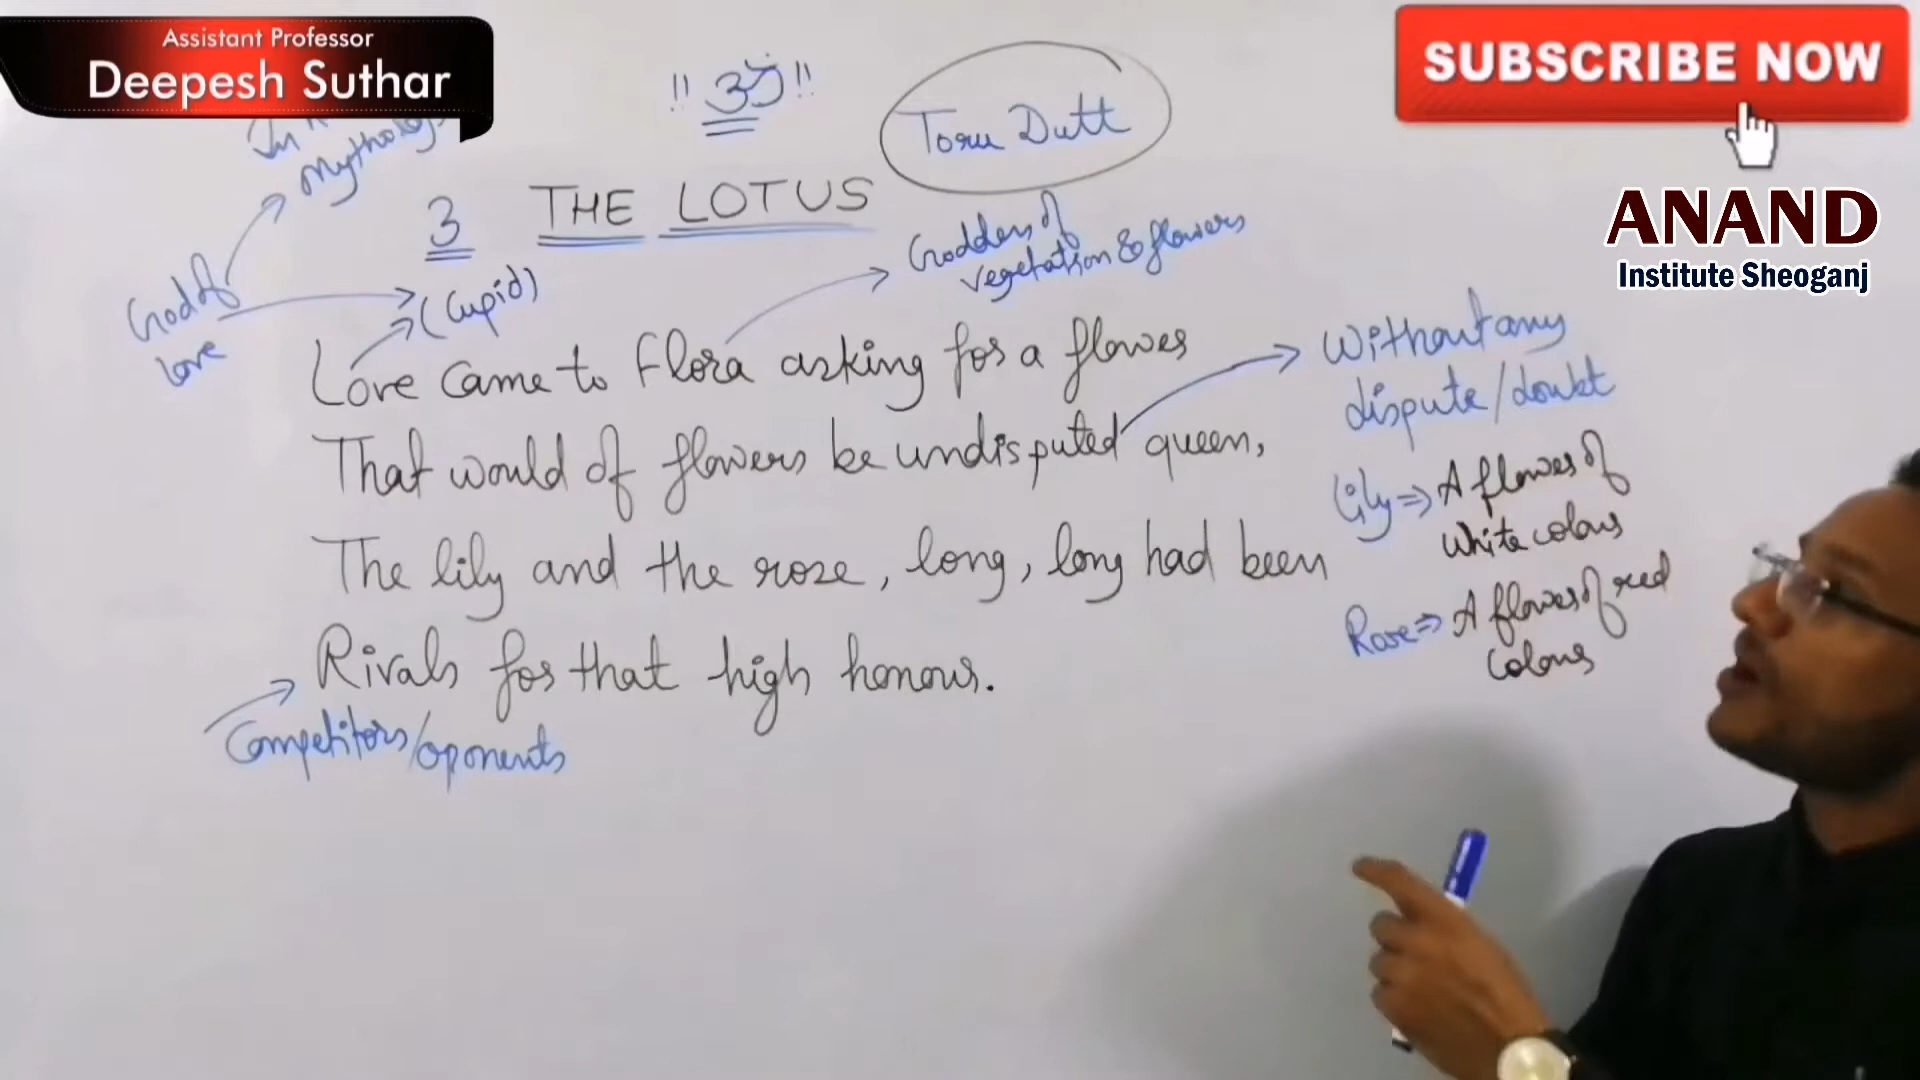 Assistant Professor
Deepesh Suthar
SUBSCRIBE NOW
ANAND
Institute Sheoganj
!! ॐ !!
Toru Dutt
mythology
3 THE LOTUS
God of
love
(Cupid)
Goddess of
vegetation & flowers
Love came to Flora asking for a flower
That would of flowers be undisputed queen,
The lily and the rose, long, long had been
Rivals for that high honour.
Competitors/oponents
Without any
dispute/doubt
Lily => A flower of
white colour
Rose => A flower of red
colour